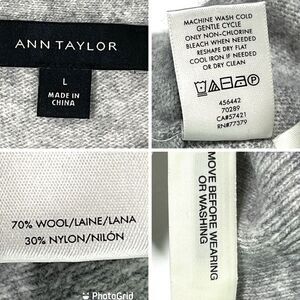 ANN TAYLOR
L
MADE IN
CHINA
MACHINE WASH COLD
GENTLE CYCLE
ONLY NON-CHLORINE
BLEACH WHEN NEEDED
RESHAPE DRY FLAT
COOL IRON IF NEEDED
OR DRY CLEAN
456442
70289
CA#57421
RN#77379
70% WOOL/LAINE/LANA
30% NYLON/NILÓN
MOVE BEFORE WEARING
OR WASHING
PhotoGrid